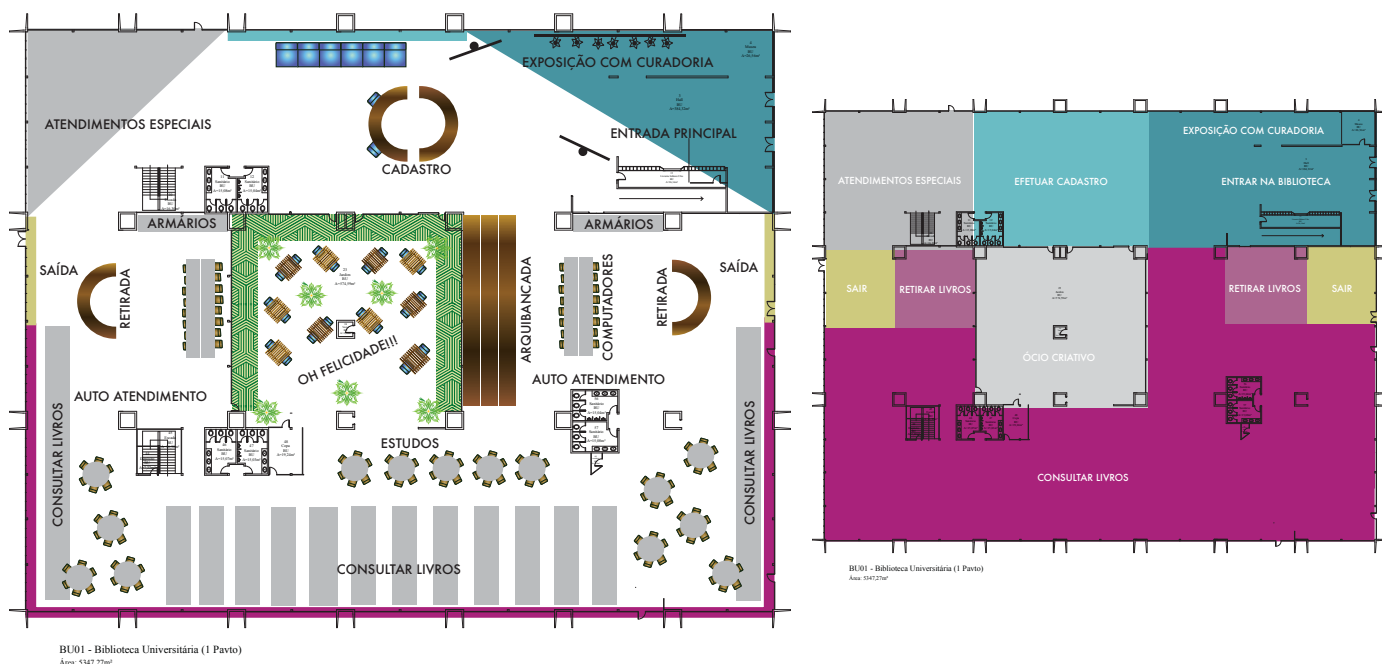 EXPOSIÇÃO COM CURADORIA
ATENDIMENTOS ESPECIAIS
ENTRADA PRINCIPAL
CADASTRO
ARMÁRIOS
ARMÁRIOS
SAÍDA
RETIRADA
OH FELICIDADE!!!
ARQUIBANCADA
COMPUTADORES
RETIRADA
SAÍDA
AUTO ATENDIMENTO
AUTO ATENDIMENTO
ESTUDOS
CONSULTAR LIVROS
CONSULTAR LIVROS
CONSULTAR LIVROS
BU01 - Biblioteca Universitária (1 Pavto)
Área: 5347,27m²
EXPOSIÇÃO COM CURADORIA
ATENDIMENTOS ESPECIAIS
EFETUAR CADASTRO
ENTRAR NA BIBLIOTECA
SAIR
RETIRAR LIVROS
RETIRAR LIVROS
SAIR
ÓCIO CRIATIVO
CONSULTAR LIVROS
BU01 - Biblioteca Universitária (1 Pavto)
Área: 5347,27m²